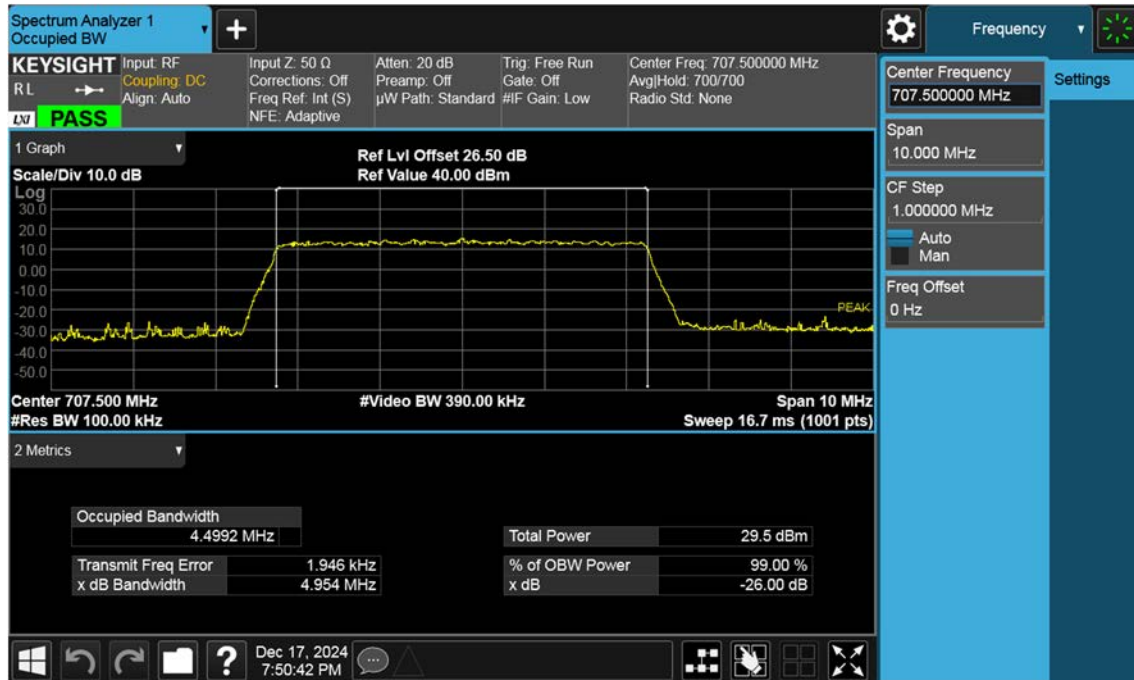 Spectrum Analyzer 1
Occupied BW
Frequency
KEYSIGHT
R L
LXI PASS
Input: RF
Coupling: DC
Align: Auto
Input Z: 50 Ω
Corrections: Off
Freq Ref: Int (S)
NFE: Adaptive
Atten: 20 dB
Preamp: Off
µW Path: Standard
Trig: Free Run
Gate: Off
#IF Gain: Low
Center Freq: 707.500000 MHz
Avg|Hold: 700/700
Radio Std: None
Center Frequency
707.500000 MHz
Settings
Span
10.000 MHz
CF Step
1.000000 MHz
Auto
Man
Freq Offset
0 Hz
1 Graph
Scale/Div 10.0 dB
Ref Lvl Offset 26.50 dB
Ref Value 40.00 dBm
Log
30.0
20.0
10.0
0.00
-10.0
-20.0
-30.0
-40.0
-50.0
PEAK
Center 707.500 MHz
#Video BW 390.00 kHz
Span 10 MHz
#Res BW 100.00 kHz
Sweep 16.7 ms (1001 pts)
2 Metrics
Occupied Bandwidth
4.4992 MHz
Total Power 29.5 dBm
Transmit Freq Error 1.946 kHz
% of OBW Power 99.00 %
x dB Bandwidth 4.954 MHz
x dB -26.00 dB
?
Dec 17, 2024
7:50:42 PM